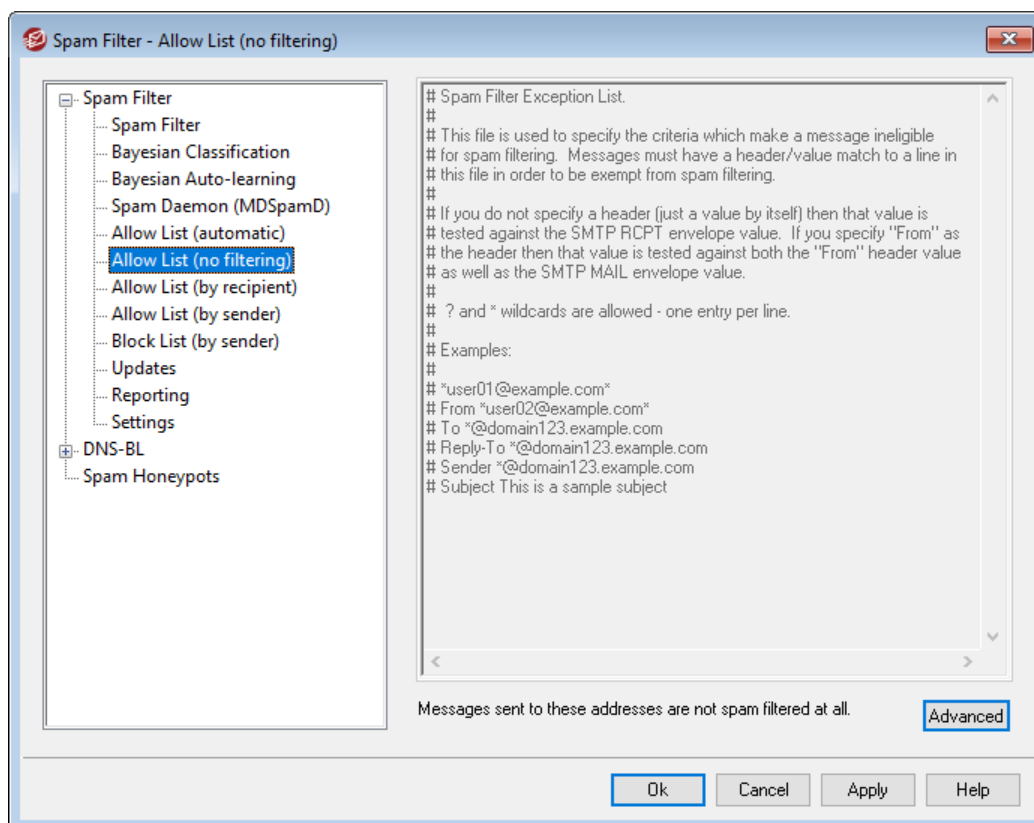 Spam Filter - Allow List (no filtering)
Spam Filter
Spam Filter
Bayesian Classification
Bayesian Auto-learning
Spam Daemon (MDSpamD)
Allow List (automatic)
Allow List (no filtering)
Allow List (by recipient)
Allow List (by sender)
Block List (by sender)
Updates
Reporting
Settings
DNS-BL
Spam Honeypots
# Spam Filter Exception List.
#
# This file is used to specify the criteria which make a message ineligible
# for spam filtering.  Messages must have a header/value match to a line in
# this file in order to be exempt from spam filtering.
#
# If you do not specify a header (just a value by itself) then that value is
# tested against the SMTP RCPT envelope value.  If you specify "From" as
# the header then that value is tested against both the "From" header value
# as well as the SMTP MAIL envelope value.
#
#  ? and * wildcards are allowed - one entry per line.
#
# Examples:
#
# *user01@example.com*
# From *user02@example.com*
# To *@domain123.example.com
# Reply-To *@domain123.example.com
# Sender *@domain123.example.com
# Subject This is a sample subject
Messages sent to these addresses are not spam filtered at all.
Advanced
Ok
Cancel
Apply
Help